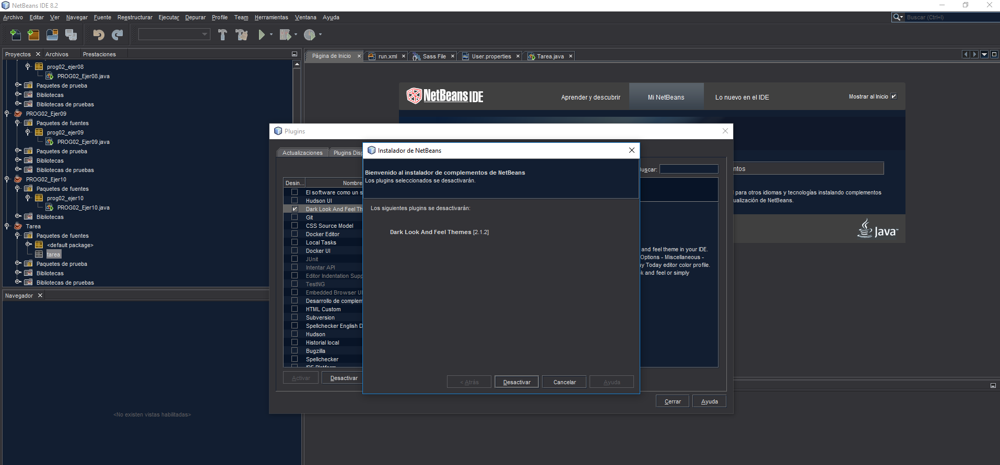 NetBeans IDE 8.2
Archivo Editar Ver Navegar Fuente Reestructurar Ejecutar Depurar Profile Team Herramientas Ventana Ayuda
Buscar (Ctrl+I)
Proyectos Archivos Prestaciones
prog02_ejer08
PROG02_Ejer08.java
Paquetes de prueba
Bibliotecas
Bibliotecas de pruebas
PROG02_Ejer09
Paquetes de fuentes
prog02_ejer09
PROG02_Ejer09.java
Paquetes de prueba
Bibliotecas
Bibliotecas de pruebas
PROG02_Ejer10
Paquetes de fuentes
prog02_ejer10
PROG02_Ejer10.java
Bibliotecas
Tarea
Paquetes de fuentes
<default package>
tarea
Paquetes de prueba
Bibliotecas
Bibliotecas de pruebas
Navegador
<No existen vistas habilitadas>
Página de Inicio run.xml Sass File User.properties Tarea.java
NetBeans IDE
Aprender y descubrir Mi NetBeans Lo nuevo en el IDE Mostrar al Inicio
ntos
para otros idiomas y tecnologías instalando complementos
ualización de NetBeans.
Java
Plugins
Actualizaciones Plugins Disp
uscar:
Desin... Nombre
El software como un s
Hudson UI
Dark Look And Feel Th
Git
CSS Source Model
Docker Editor
Local Tasks
Docker UI
JUnit
Intentar API
Editor Indentation Supp
TestNG
Embedded Browser UI
Desarrollo de complem
HTML Custom
Subversion
Spellchecker English D
Hudson
Historial local
Bugzilla
Spellchecker
IDE Platform
and feel theme in your IDE.
Options - Miscellaneous -
y Today editor color profile.
k and feel or simply
Activar Desactivar
Cerrar Ayuda
Instalador de NetBeans
Bienvenido al instalador de complementos de NetBeans
Los plugins seleccionados se desactivarán.
Los siguientes plugins se desactivarán:
Dark Look And Feel Themes [2.1.2]
< Atrás Desactivar Cancelar Ayuda